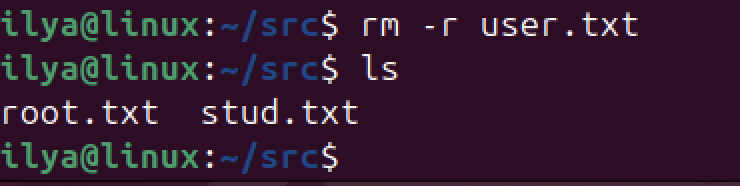 ilya@linux:~/src$ rm -r user.txt
ilya@linux:~/src$ ls
root.txt  stud.txt
ilya@linux:~/src$